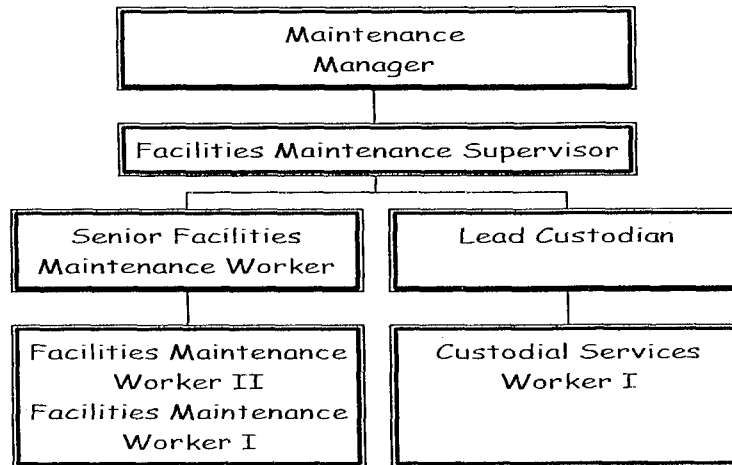 Maintenance
Manager
Facilities Maintenance Supervisor
Senior Facilities
Maintenance Worker
Lead Custodian
Facilities Maintenance
Worker II
Facilities Maintenance
Worker I
Custodial Services
Worker I